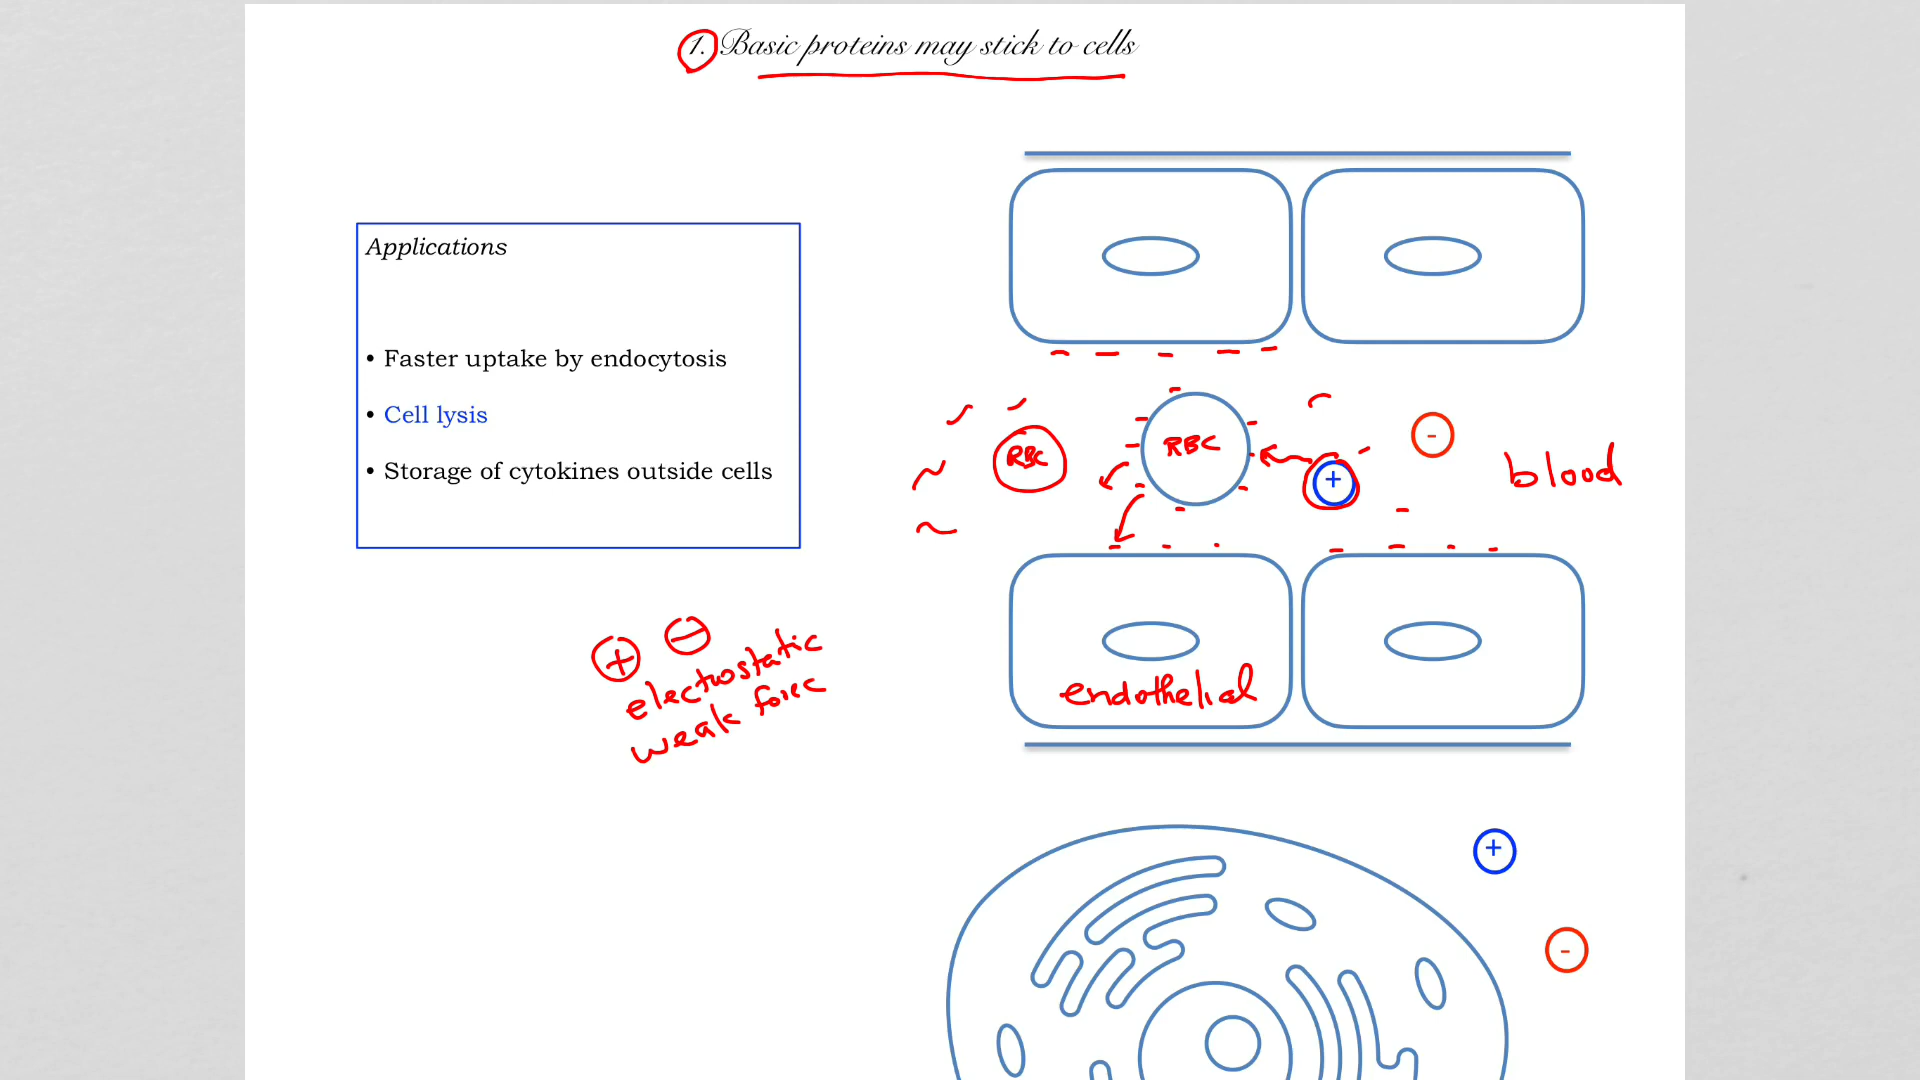 1. Basic proteins may stick to cells
Applications
• Faster uptake by endocytosis
• Cell lysis
• Storage of cytokines outside cells
RBC
RBC
+
-
blood
+ -
electrostatic
weak force
endothelial
+
-